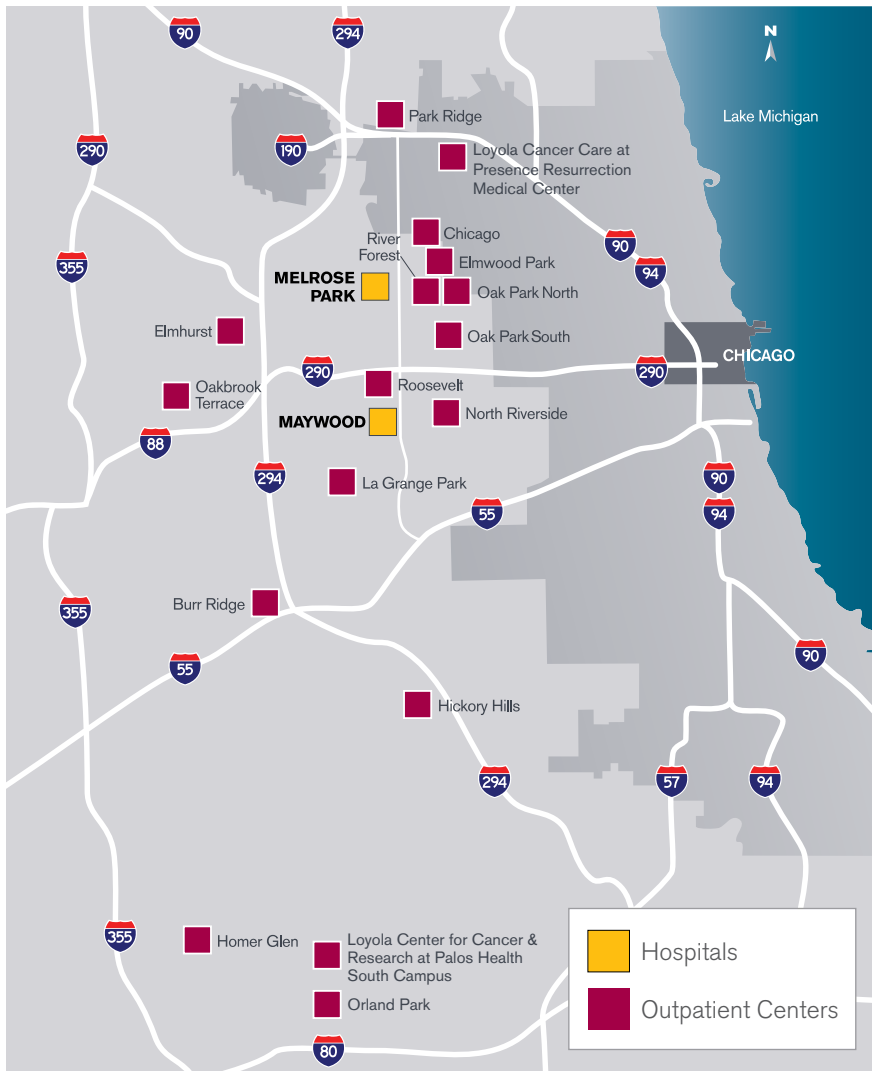 90
294
N
Lake Michigan
Park Ridge
290
190
Loyola Cancer Care at
Presence Resurrection
Medical Center
355
River
Forest
Chicago
90
Elmwood Park
94
MELROSE
PARK
Oak Park North
Elmhurst
Oak Park South
CHICAGO
290
290
Oakbrook
Terrace
Roosevelt
North Riverside
MAYWOOD
88
294
La Grange Park
90
55
94
Burr Ridge
355
55
90
Hickory Hills
294
57
94
355
Homer Glen
Loyola Center for Cancer &
Research at Palos Health
South Campus
Orland Park
80
Hospitals
Outpatient Centers